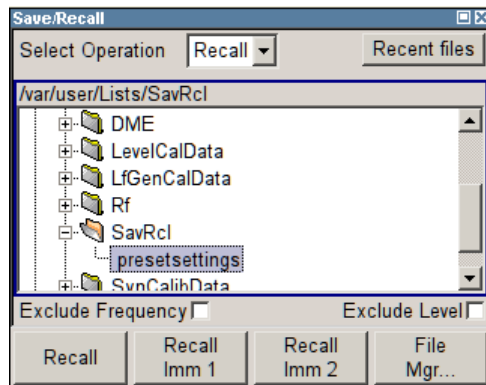 Save/Recall
Select Operation Recall Recent files
/var/user/Lists/SavRcl
DME
LevelCalData
LfGenCalData
Rf
SavRcl
presetsettings
SynCalibData
Exclude Frequency Exclude Level
Recall Recall Imm 1 Recall Imm 2 File Mgr...